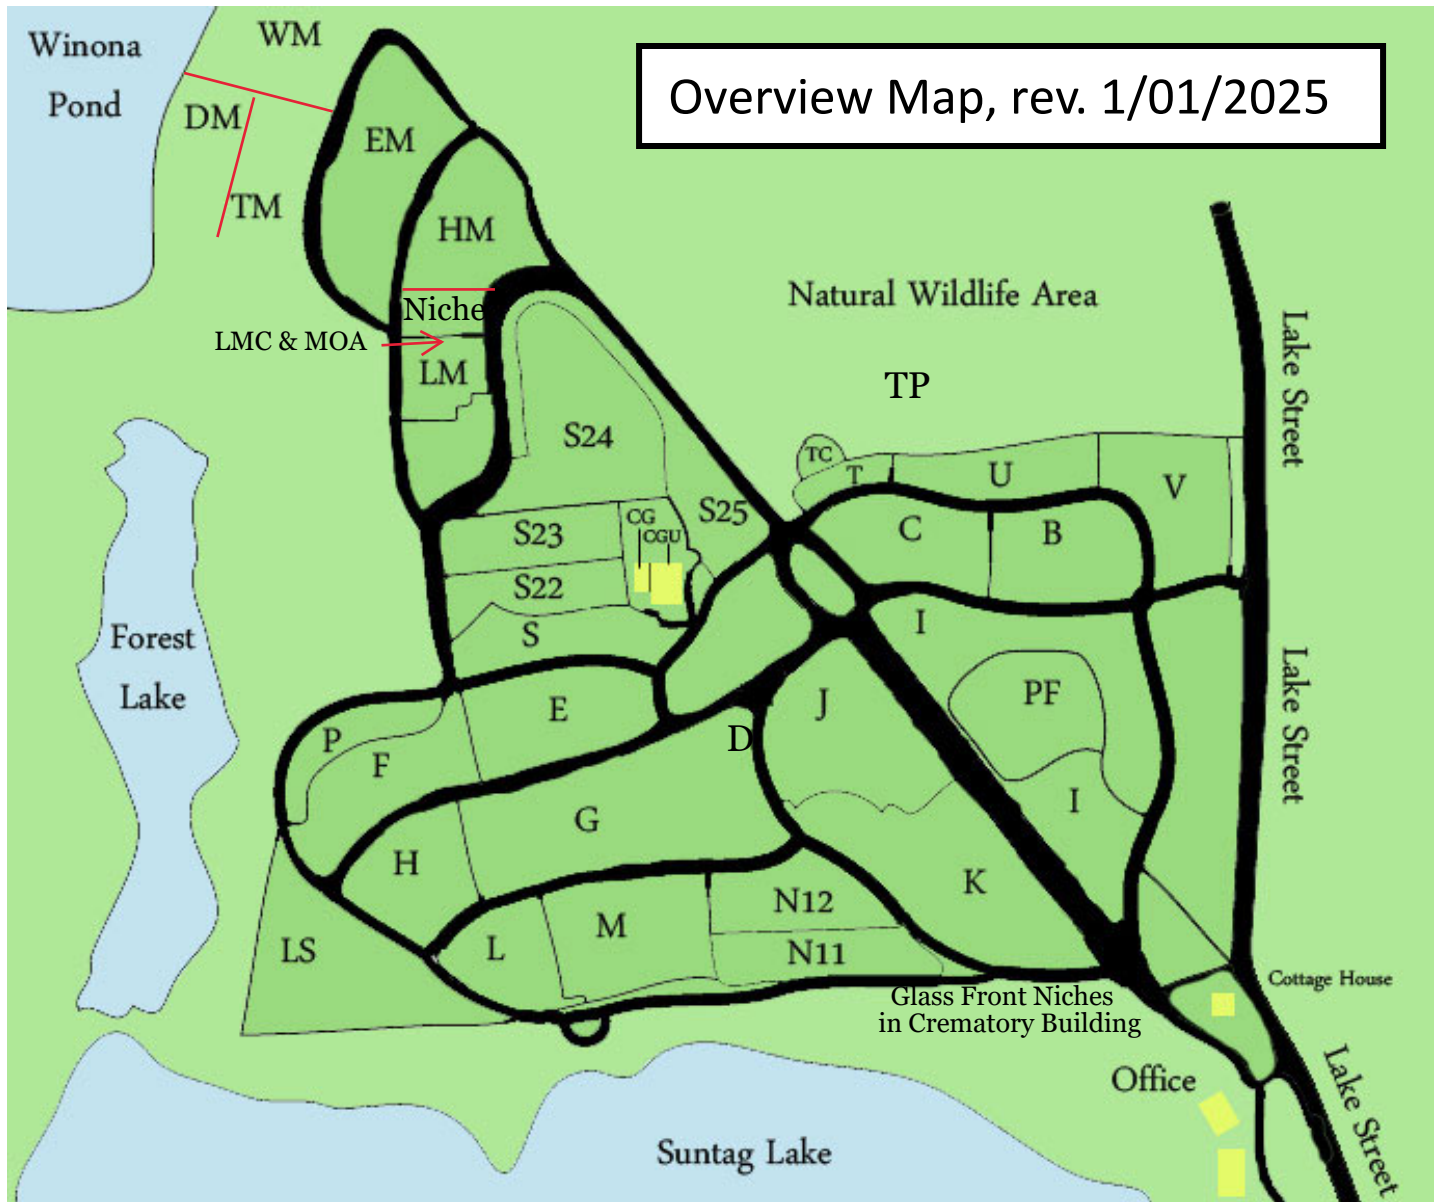 Winona
Pond
WM
Overview Map, rev. 1/01/2025
DM
EM
TM
HM
Natural Wildlife Area
Niche
LMC & MOA
LM
TP
Lake Street
S24
TC
T
U
V
S25
CG
CGU
S23
C
B
S22
S
I
Forest
Lake
PF
E
J
P
D
F
Lake Street
I
G
H
K
N12
M
L
LS
N11
Cottage House
Glass Front Niches
in Crematory Building
Office
Lake Street
Suntag Lake